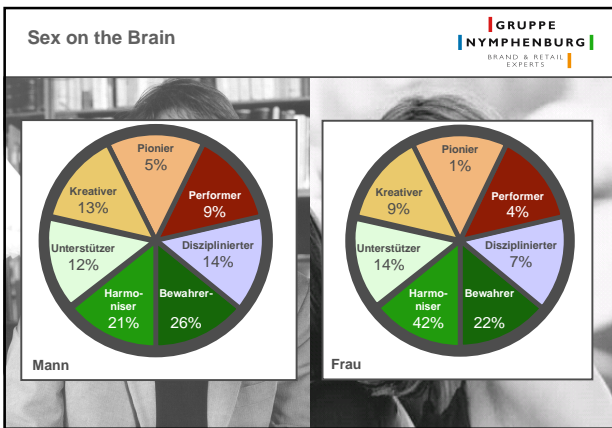 Sex on the Brain
GRUPPE
NYMPHENBURG
BRAND & RETAIL
EXPERTS
Pionier
5%
Performer
9%
Disziplinierter
14%
Bewahrer-
26%
Harmo-
niser
21%
Unterstützer
12%
Kreativer
13%
Mann
Pionier
1%
Performer
4%
Disziplinierter
7%
Bewahrer
22%
Harmo-
niser
42%
Unterstützer
14%
Kreativer
9%
Frau